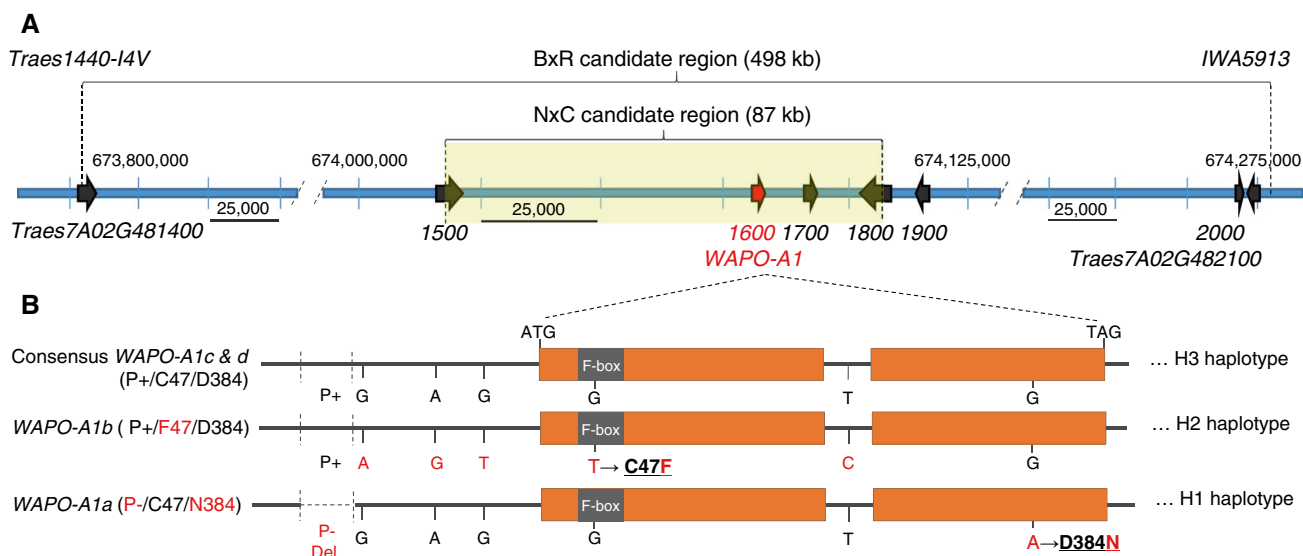 A
Traes1440-I4V
BxR candidate region (498 kb)
IWA5913
NxC candidate region (87 kb)
673,800,000
674,000,000
674,125,000
674,275,000
25,000
25,000
25,000
Traes7A02G481400
1500
1600
1700
1800
1900
2000
WAPO-A1
Traes7A02G482100
B
ATG
TAG
Consensus WAPO-A1c & d
(P+/C47/D384)
F-box
... H3 haplotype
P+ G A G G T G
WAPO-A1b ( P+/F47/D384)
F-box
... H2 haplotype
P+ A G T T→ C47F C G
WAPO-A1a (P-/C47/N384)
F-box
... H1 haplotype
P-
Del
G A G G T A→D384N